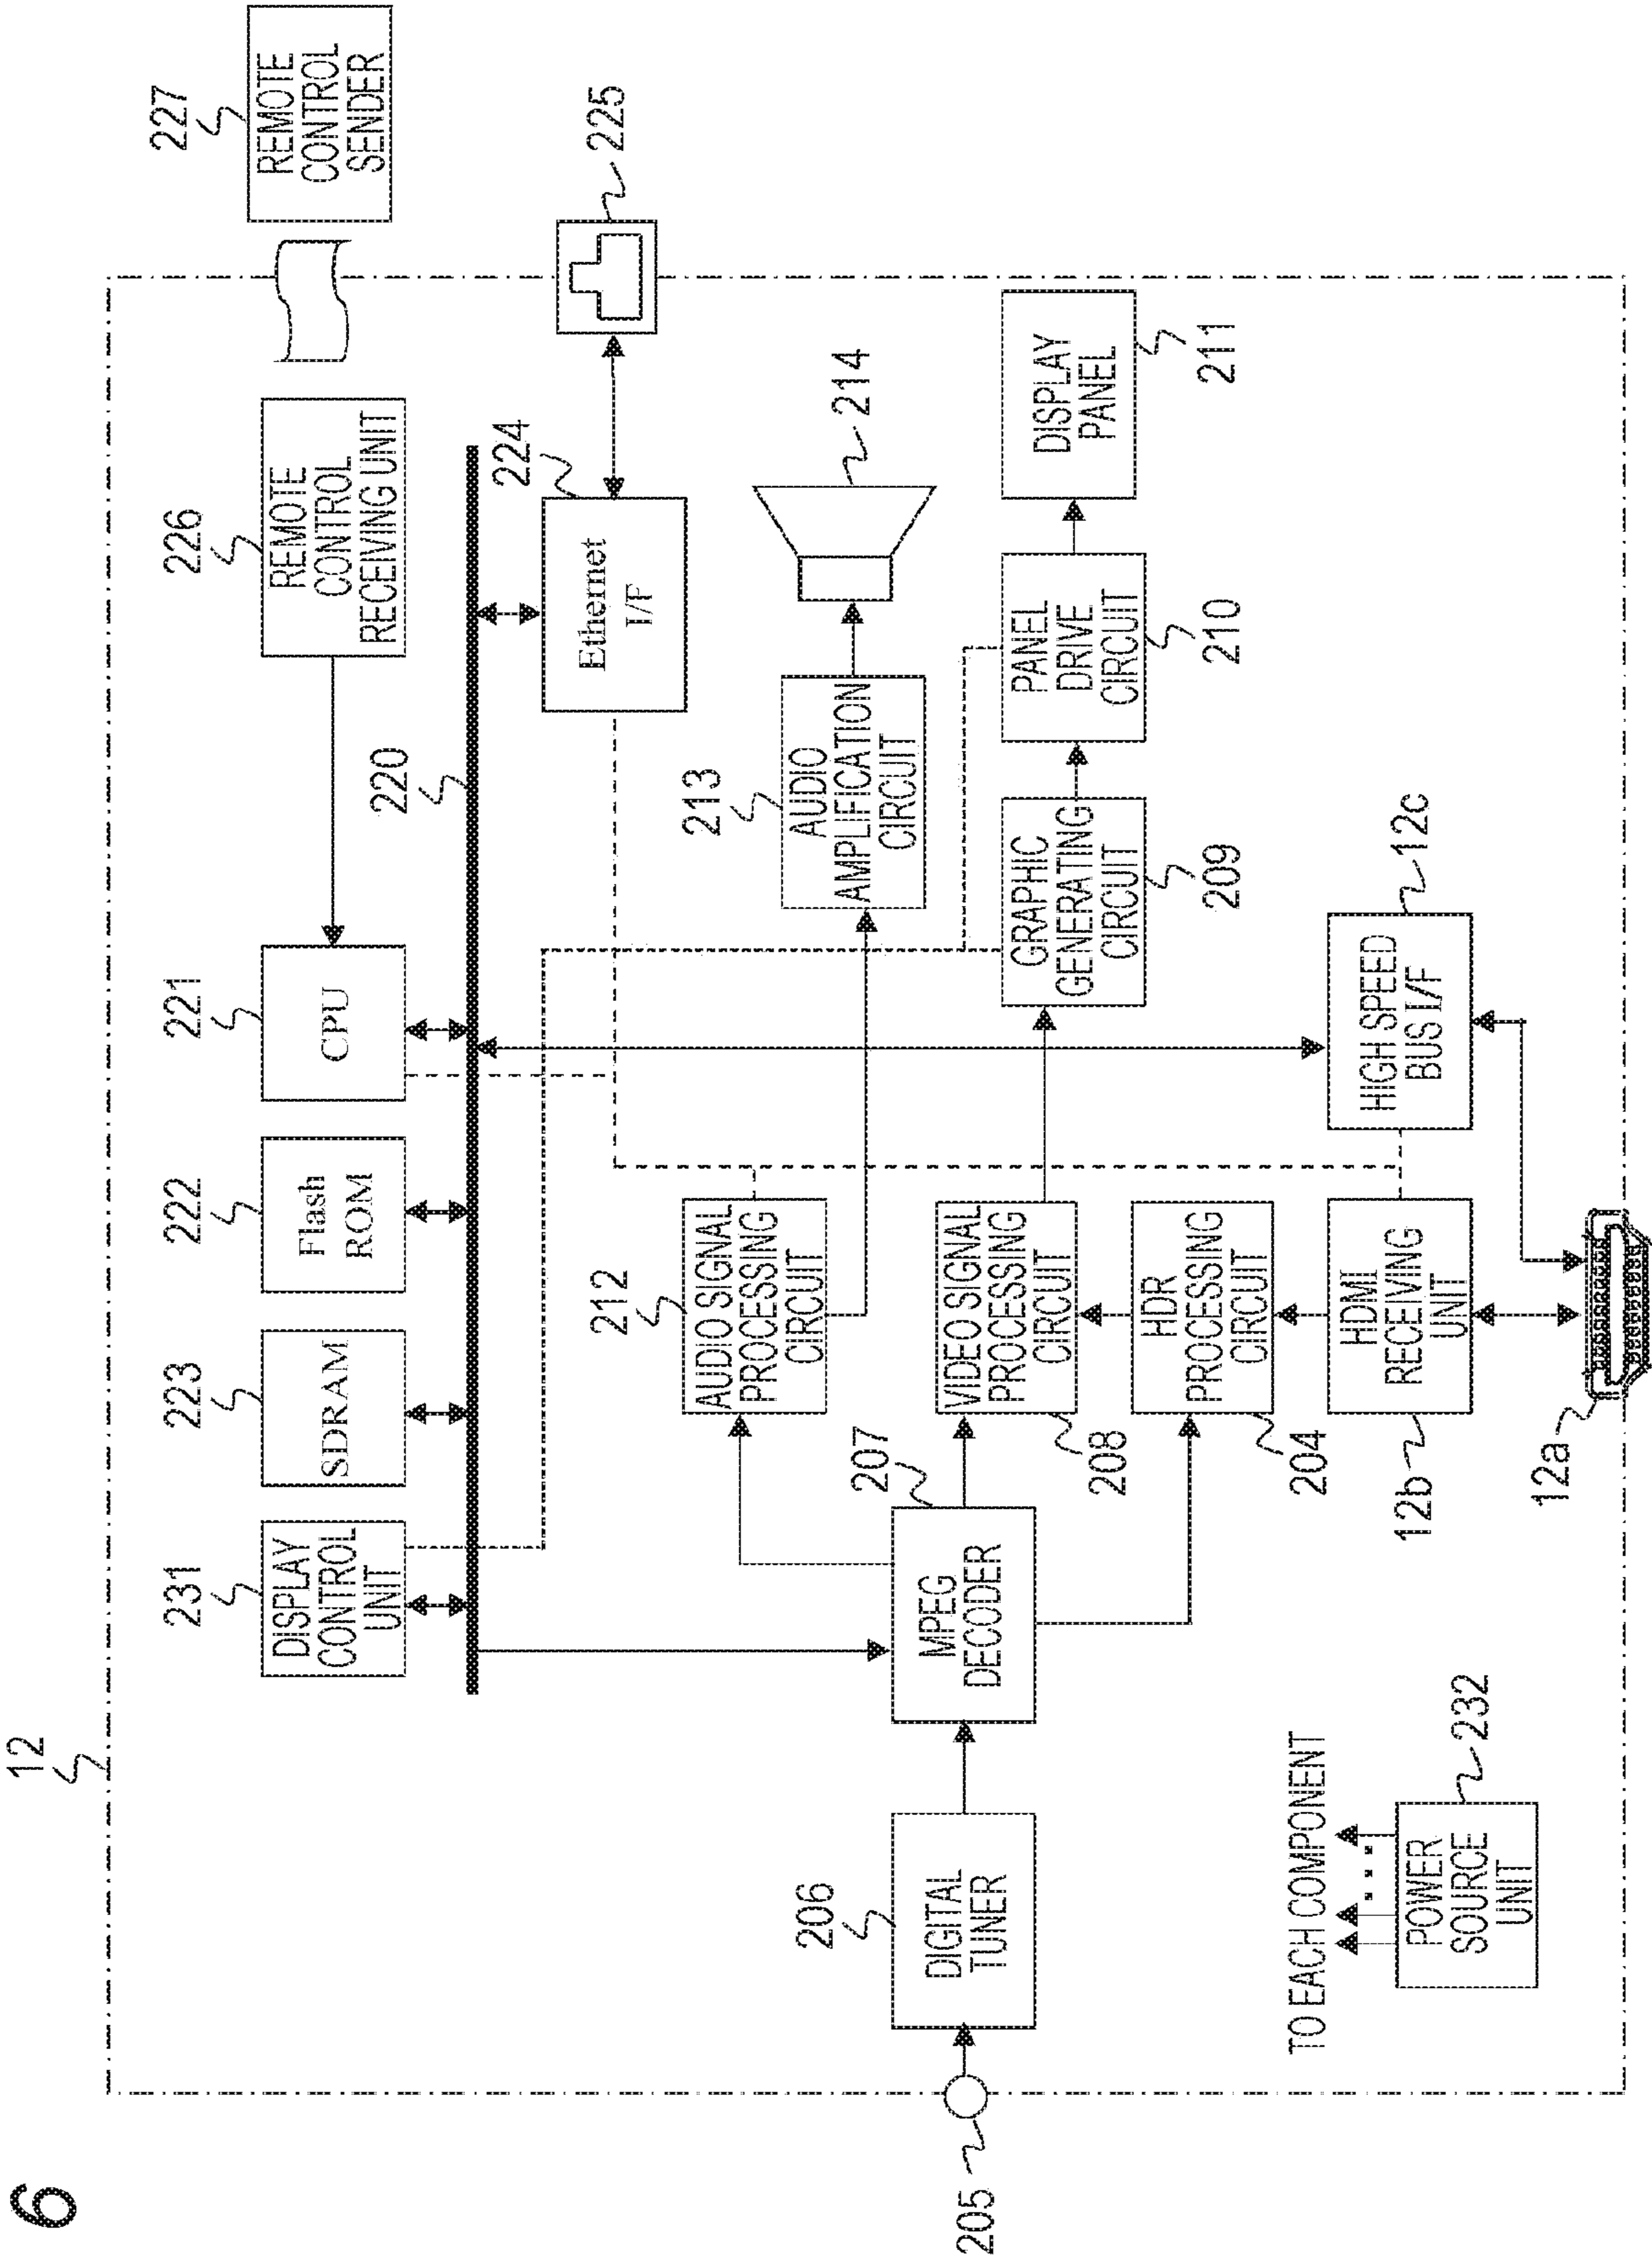 6
12
231
DISPLAY
CONTROL
UNIT
223
SDRAM
222
Flash
ROM
221
CPU
226
REMOTE
CONTROL
RECEIVING UNIT
227
REMOTE
CONTROL
SENDER
220
224
Ethernet
I/F
225
212
AUDIO SIGNAL
PROCESSING
CIRCUIT
213
AUDIO
AMPLIFICATION
CIRCUIT
214
205
206
DIGITAL
TUNER
207
MPEG
DECODER
VIDEO SIGNAL
PROCESSING
CIRCUIT
208
GRAPHIC
GENERATING
CIRCUIT
209
PANEL
DRIVE
CIRCUIT
210
DISPLAY
PANEL
211
HDR
PROCESSING
CIRCUIT
204
HDMI
RECEIVING
UNIT
12b
HIGH SPEED
BUS I/F
12c
12a
TO EACH COMPONENT
POWER
SOURCE
UNIT
232